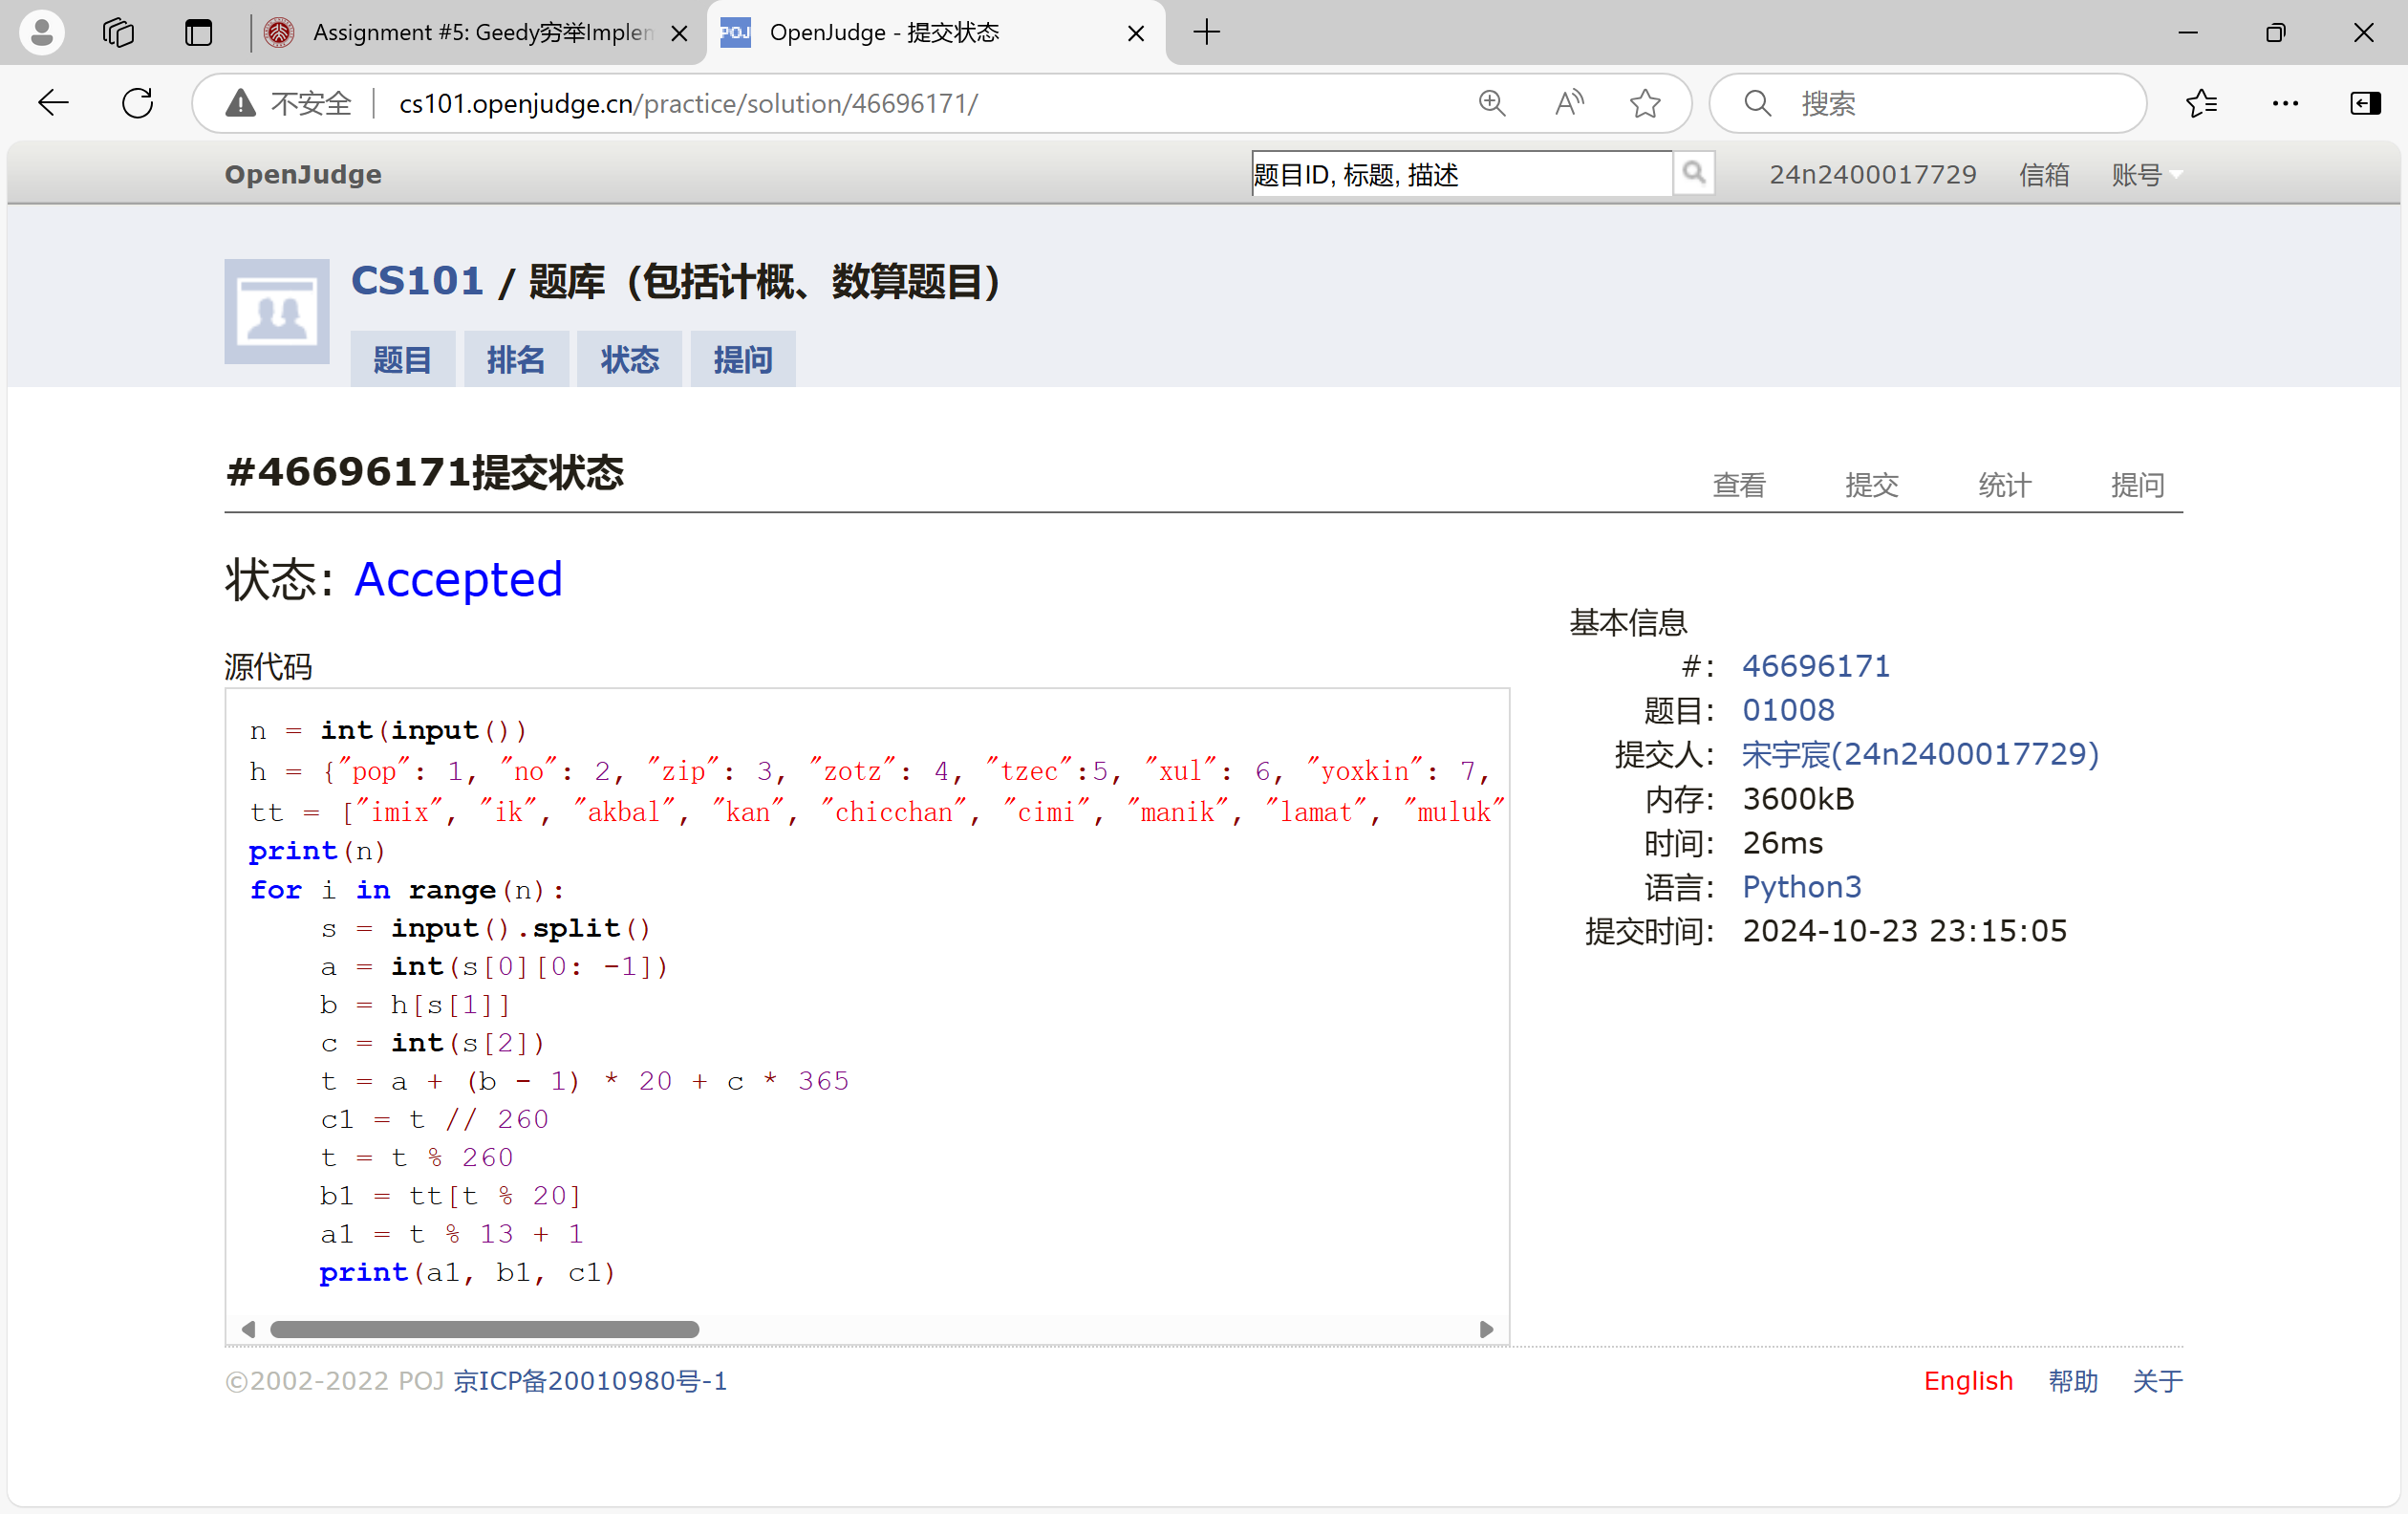 Assignment #5: Geedy穷举Implem
OpenJudge - 提交状态
不安全
cs101.openjudge.cn/practice/solution/46696171/
搜索
OpenJudge
题目ID, 标题, 描述
24n2400017729 信箱 账号
CS101 / 题库（包括计概、数算题目）
题目 排名 状态 提问
#46696171提交状态
查看 提交 统计 提问
状态: Accepted
源代码
n = int(input())
h = {"pop": 1, "no": 2, "zip": 3, "zotz": 4, "tzec":5, "xul": 6, "yoxkin": 7,
tt = ["imix", "ik", "akbal", "kan", "chicchan", "cimi", "manik", "lamat", "muluk"
print(n)
for i in range(n):
    s = input().split()
    a = int(s[0][0: -1])
    b = h[s[1]]
    c = int(s[2])
    t = a + (b - 1) * 20 + c * 365
    c1 = t // 260
    t = t % 260
    b1 = tt[t % 20]
    a1 = t % 13 + 1
    print(a1, b1, c1)
基本信息
#: 46696171
题目: 01008
提交人: 宋宇宸(24n2400017729)
内存: 3600kB
时间: 26ms
语言: Python3
提交时间: 2024-10-23 23:15:05
©2002-2022 POJ 京ICP备20010980号-1
English 帮助 关于